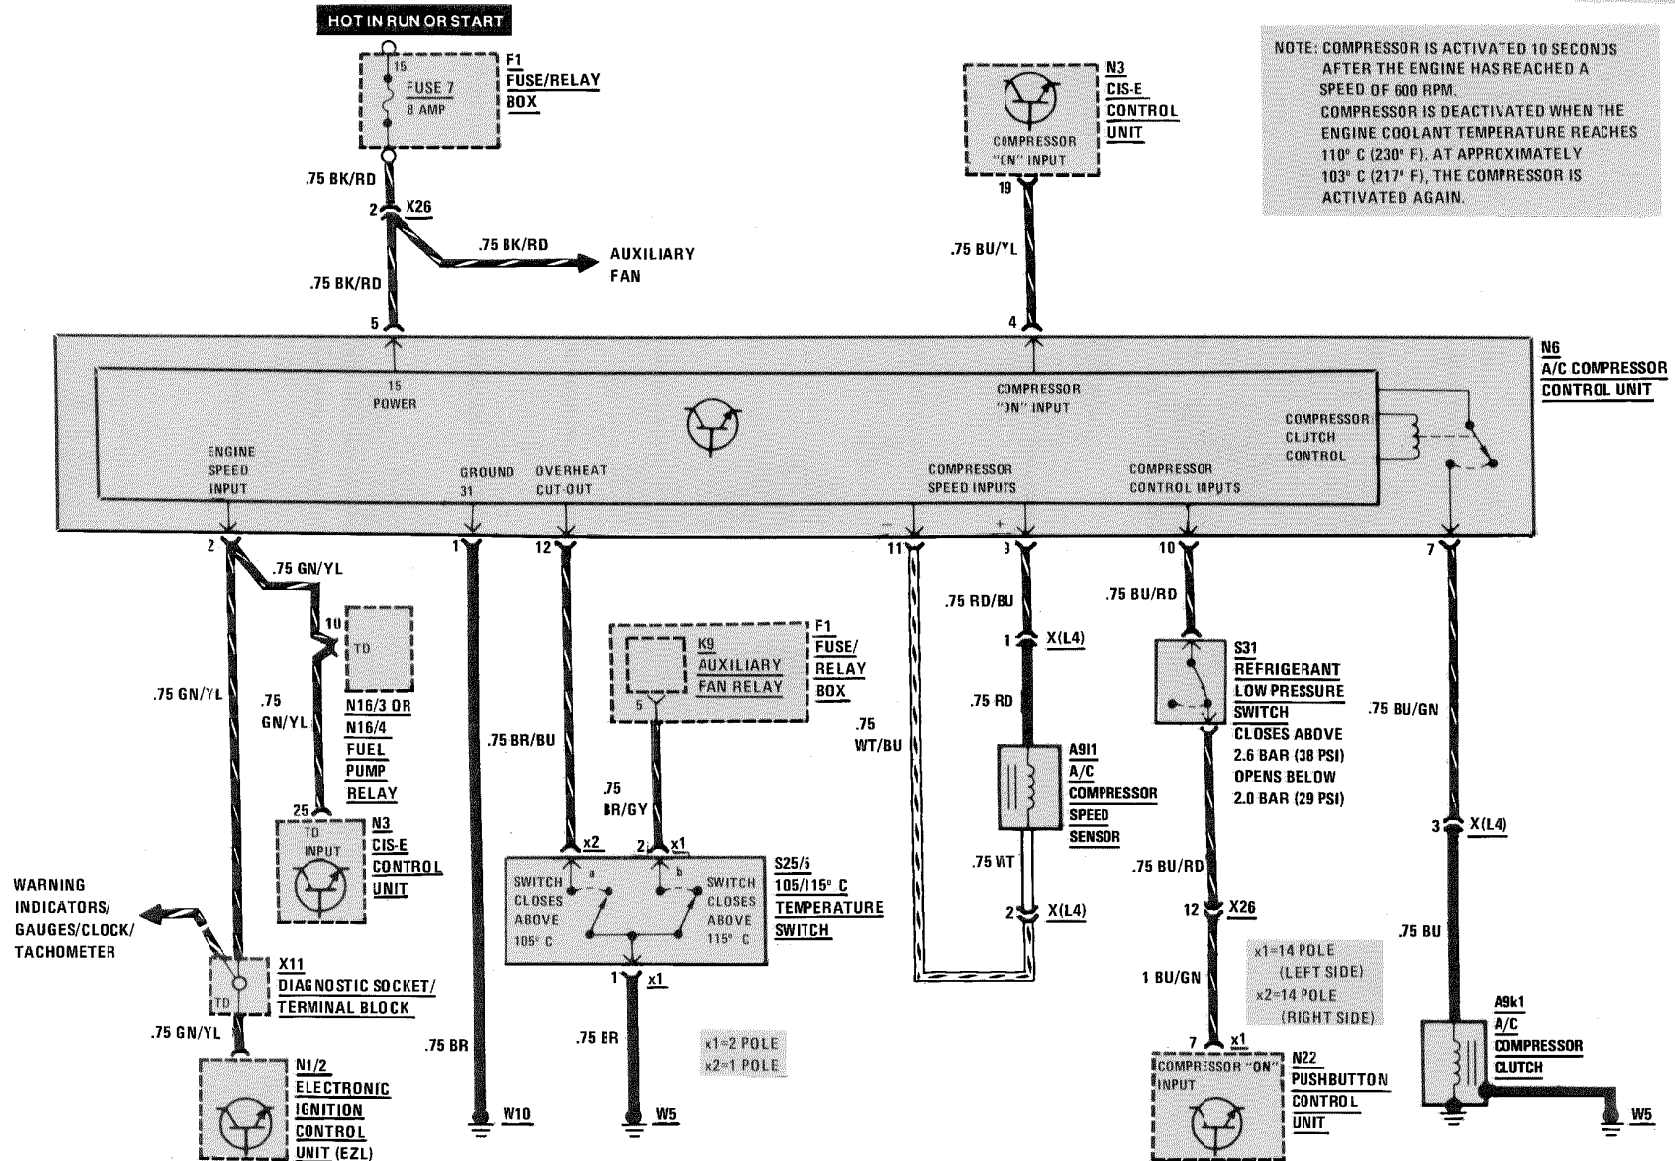 HOT IN RUN OR START
15
FUSE 7
8 AMP
F1
FUSE/RELAY
BOX
.75 BK/RD
2
X26
.75 BK/RD
AUXILIARY
FAN
.75 BK/RD
5
N3
CIS-E
CONTROL
UNIT
COMPRESSOR
"ON" INPUT
19
.75 BU/YL
4
NOTE: COMPRESSOR IS ACTIVATED 10 SECONDS
AFTER THE ENGINE HAS REACHED A
SPEED OF 600 RPM.
COMPRESSOR IS DEACTIVATED WHEN THE
ENGINE COOLANT TEMPERATURE REACHES
110° C (230° F), AT APPROXIMATELY
103° C (217° F), THE COMPRESSOR IS
ACTIVATED AGAIN.
N6
A/C COMPRESSOR
CONTROL UNIT
15
POWER
COMPRESSOR
"ON" INPUT
COMPRESSOR
CLUTCH
CONTROL
ENGINE
SPEED
INPUT
GROUND
31
OVERHEAT
CUT-OUT
COMPRESSOR
SPEED INPUTS
COMPRESSOR
CONTROL INPUTS
−
+
2
1
12
11
9
10
7
.75 GN/YL
10
TD
N16/3 OR
N16/4
FUEL
PUMP
RELAY
.75 GN/YL
.75
GN/YL
25
TD
INPUT
N3
CIS-E
CONTROL
UNIT
WARNING
INDICATORS/
GAUGES/CLOCK/
TACHOMETER
X11
DIAGNOSTIC SOCKET/
TERMINAL BLOCK
TD
.75 GN/YL
N1/2
ELECTRONIC
IGNITION
CONTROL
UNIT (EZL)
.75 BR
W10
.75 BR/BU
K9
AUXILIARY
FAN RELAY
5
F1
FUSE/
RELAY
BOX
.75
BR/GY
x2
2
x1
a
b
SWITCH
CLOSES
ABOVE
105° C
SWITCH
CLOSES
ABOVE
115° C
S25/5
105/115° C
TEMPERATURE
SWITCH
1
x1
.75 BR
W5
x1=2 POLE
x2=1 POLE
.75
WT/BU
.75 RD/BU
1
X(L4)
.75 RD
A9l1
A/C
COMPRESSOR
SPEED
SENSOR
.75 WT
2
X(L4)
.75 BU/RD
S31
REFRIGERANT
LOW PRESSURE
SWITCH
CLOSES ABOVE
2.6 BAR (38 PSI)
OPENS BELOW
2.0 BAR (29 PSI)
.75 BU/RD
12
X26
1 BU/GN
x1=14 POLE
(LEFT SIDE)
x2=14 POLE
(RIGHT SIDE)
7
x1
COMPRESSOR "ON"
INPUT
N22
PUSHBUTTON
CONTROL
UNIT
.75 BU/GN
3
X(L4)
.75 BU
A9k1
A/C
COMPRESSOR
CLUTCH
W5